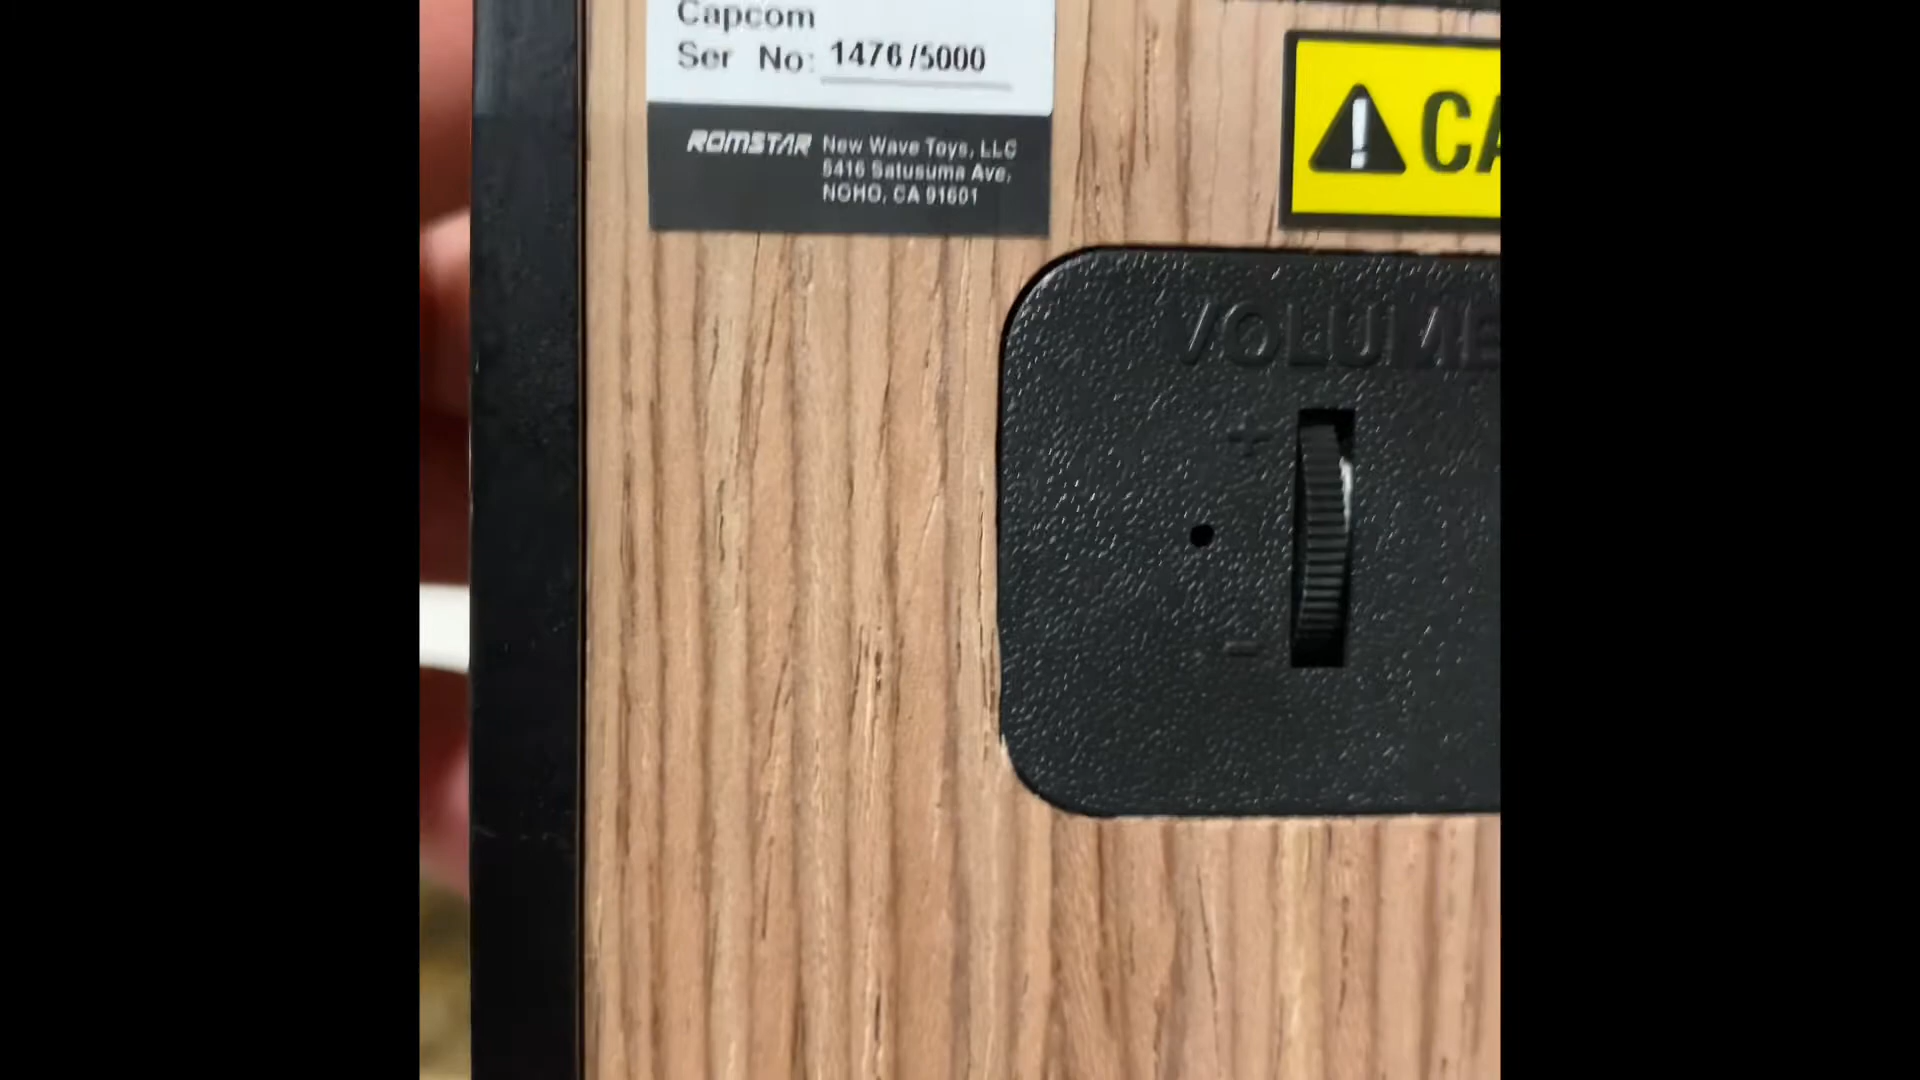 Capcom
Ser No: 1476/5000
ROMSTAR New Wave Toys, LLC
5416 Satusuma Ave,
NOHO, CA 91601
CA
VOLUME
+
-